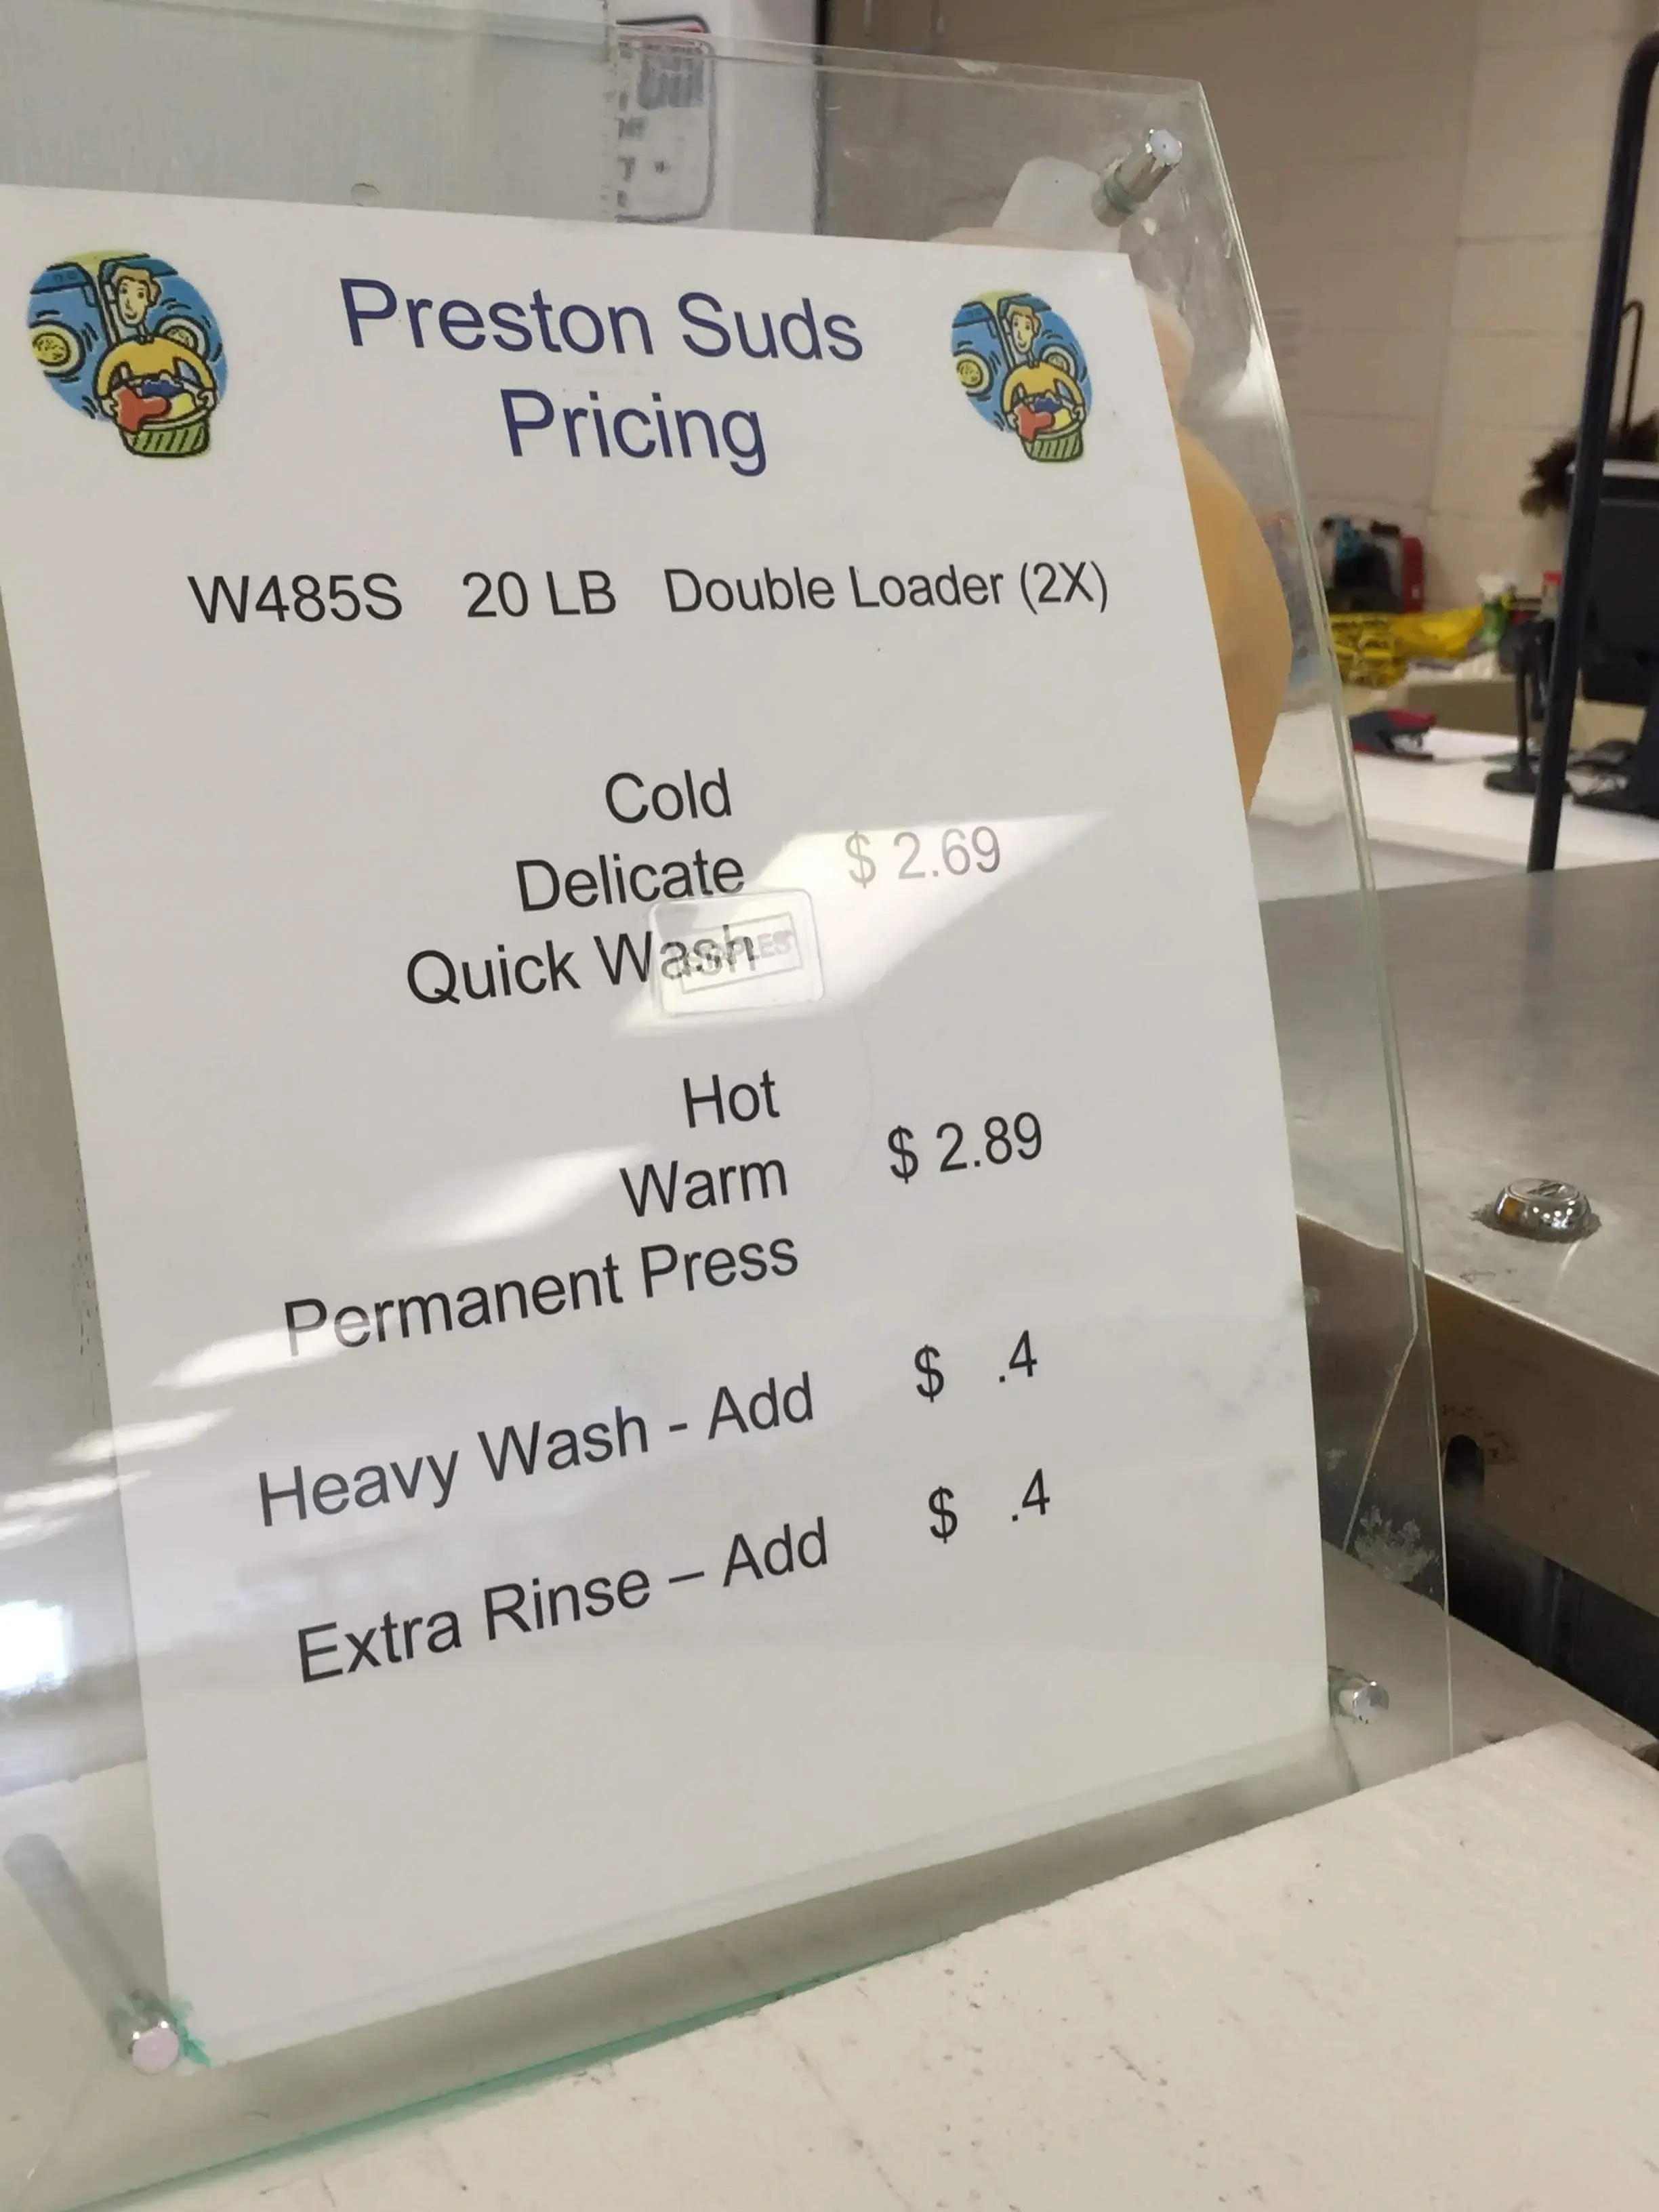 Preston Suds
Pricing
W485S 20 LB Double Loader (2X)
Cold
Delicate $ 2.69
Quick Wash
STAPLES
Hot
Warm $ 2.89
Permanent Press
Heavy Wash - Add $ .4
Extra Rinse – Add $ .4